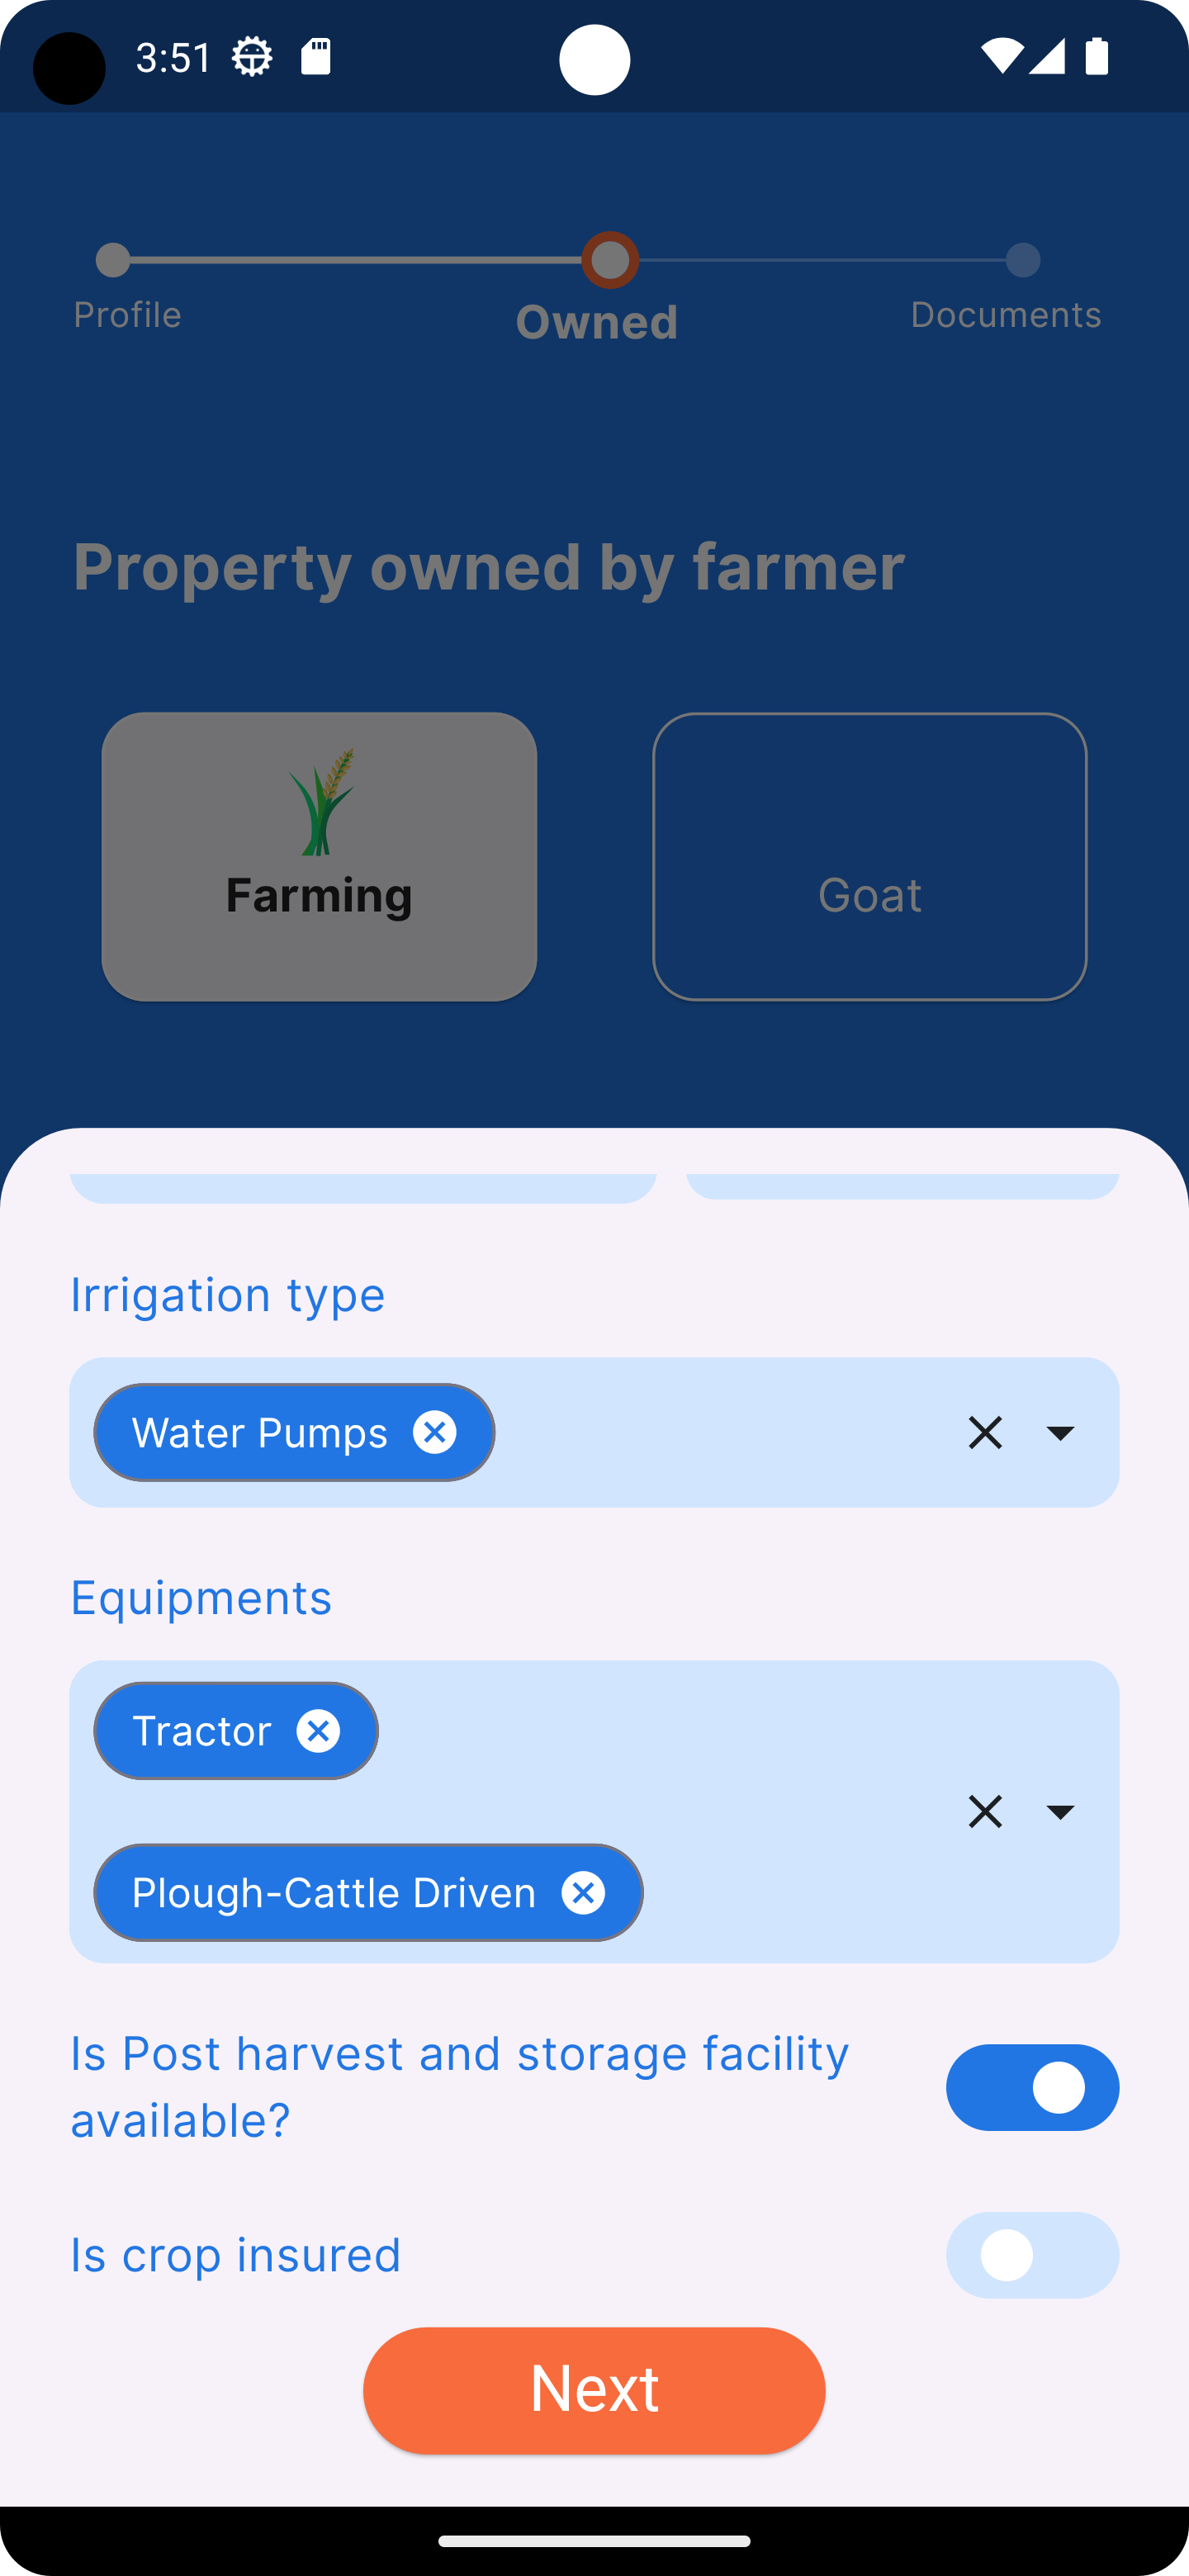 3:51
Profile
Owned
Documents
Property owned by farmer
Farming
Goat
Irrigation type
Water Pumps
Equipments
Tractor
Plough-Cattle Driven
Is Post harvest and storage facility
available?
Is crop insured
Next